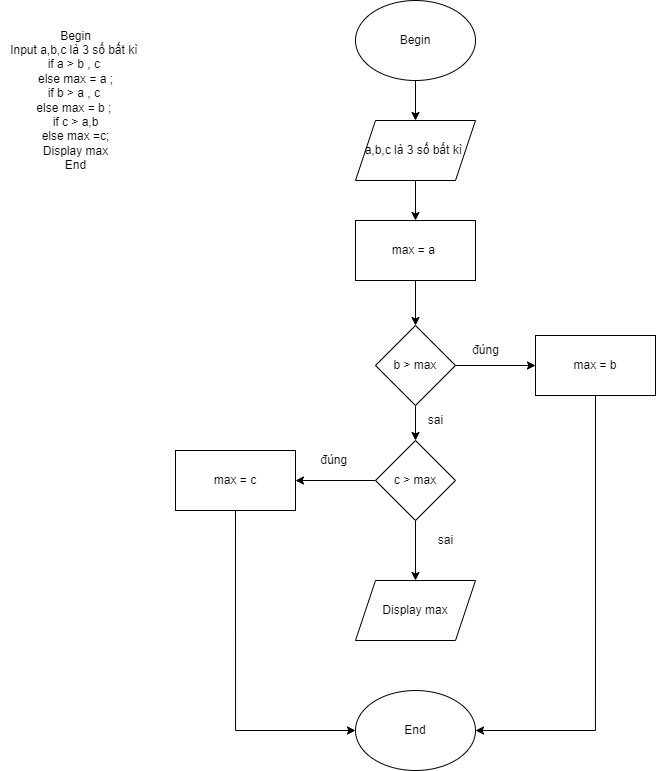 Begin
Input a,b,c là 3 số bất kì
if a > b , c
else max = a ;
if b > a , c
else max = b ;
if c > a,b
else max =c;
Display max
End
Begin
a,b,c là 3 số bất kì
max = a
b > max
đúng
max = b
sai
c > max
đúng
max = c
sai
Display max
End